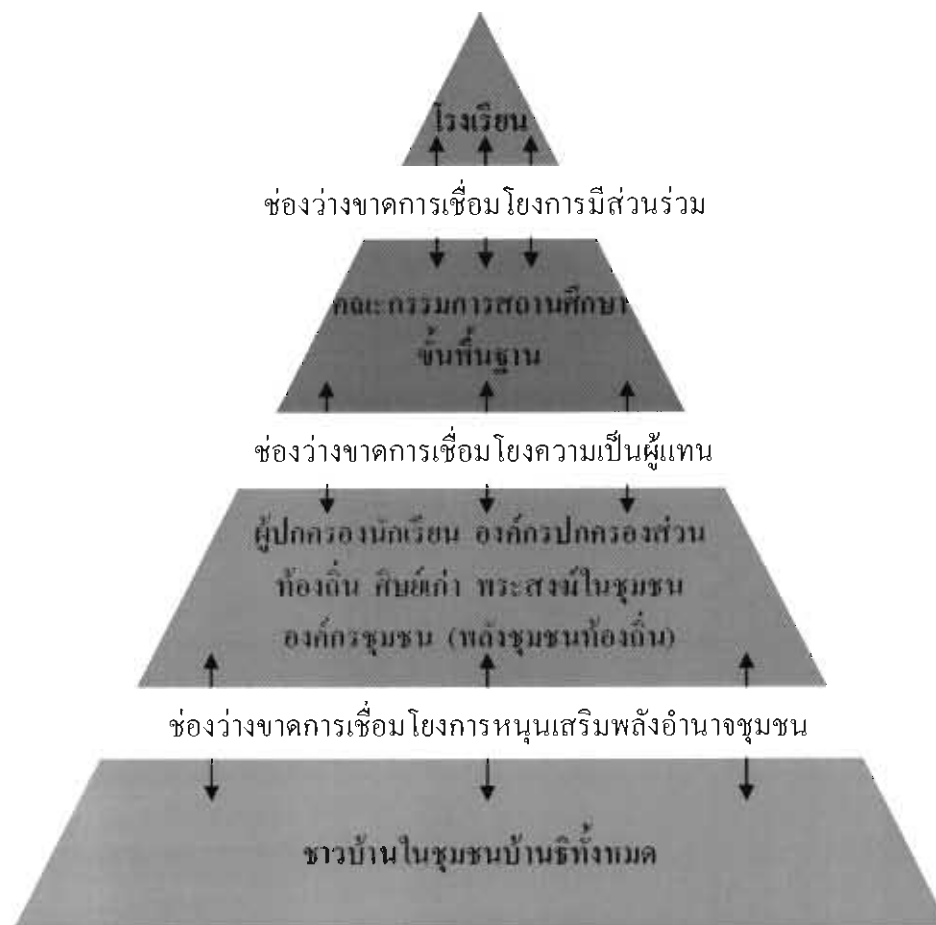 โรงเรียน
ช่องว่างขาดการเชื่อมโยงการมีส่วนร่วม
คณะกรรมการสถานศึกษา
ขั้นพื้นฐาน
ช่องว่างขาดการเชื่อมโยงความเป็นผู้แทน
ผู้ปกครองนักเรียน องค์กรปกครองส่วน
ท้องถิ่น ศิษย์เก่า พระสงฆ์ในชุมชน
องค์กรชุมชน (พลังชุมชนท้องถิ่น)
ช่องว่างขาดการเชื่อมโยงการหนุนเสริมพลังอำนาจชุมชน
ชาวบ้านในชุมชนบ้านธิทั้งหมด